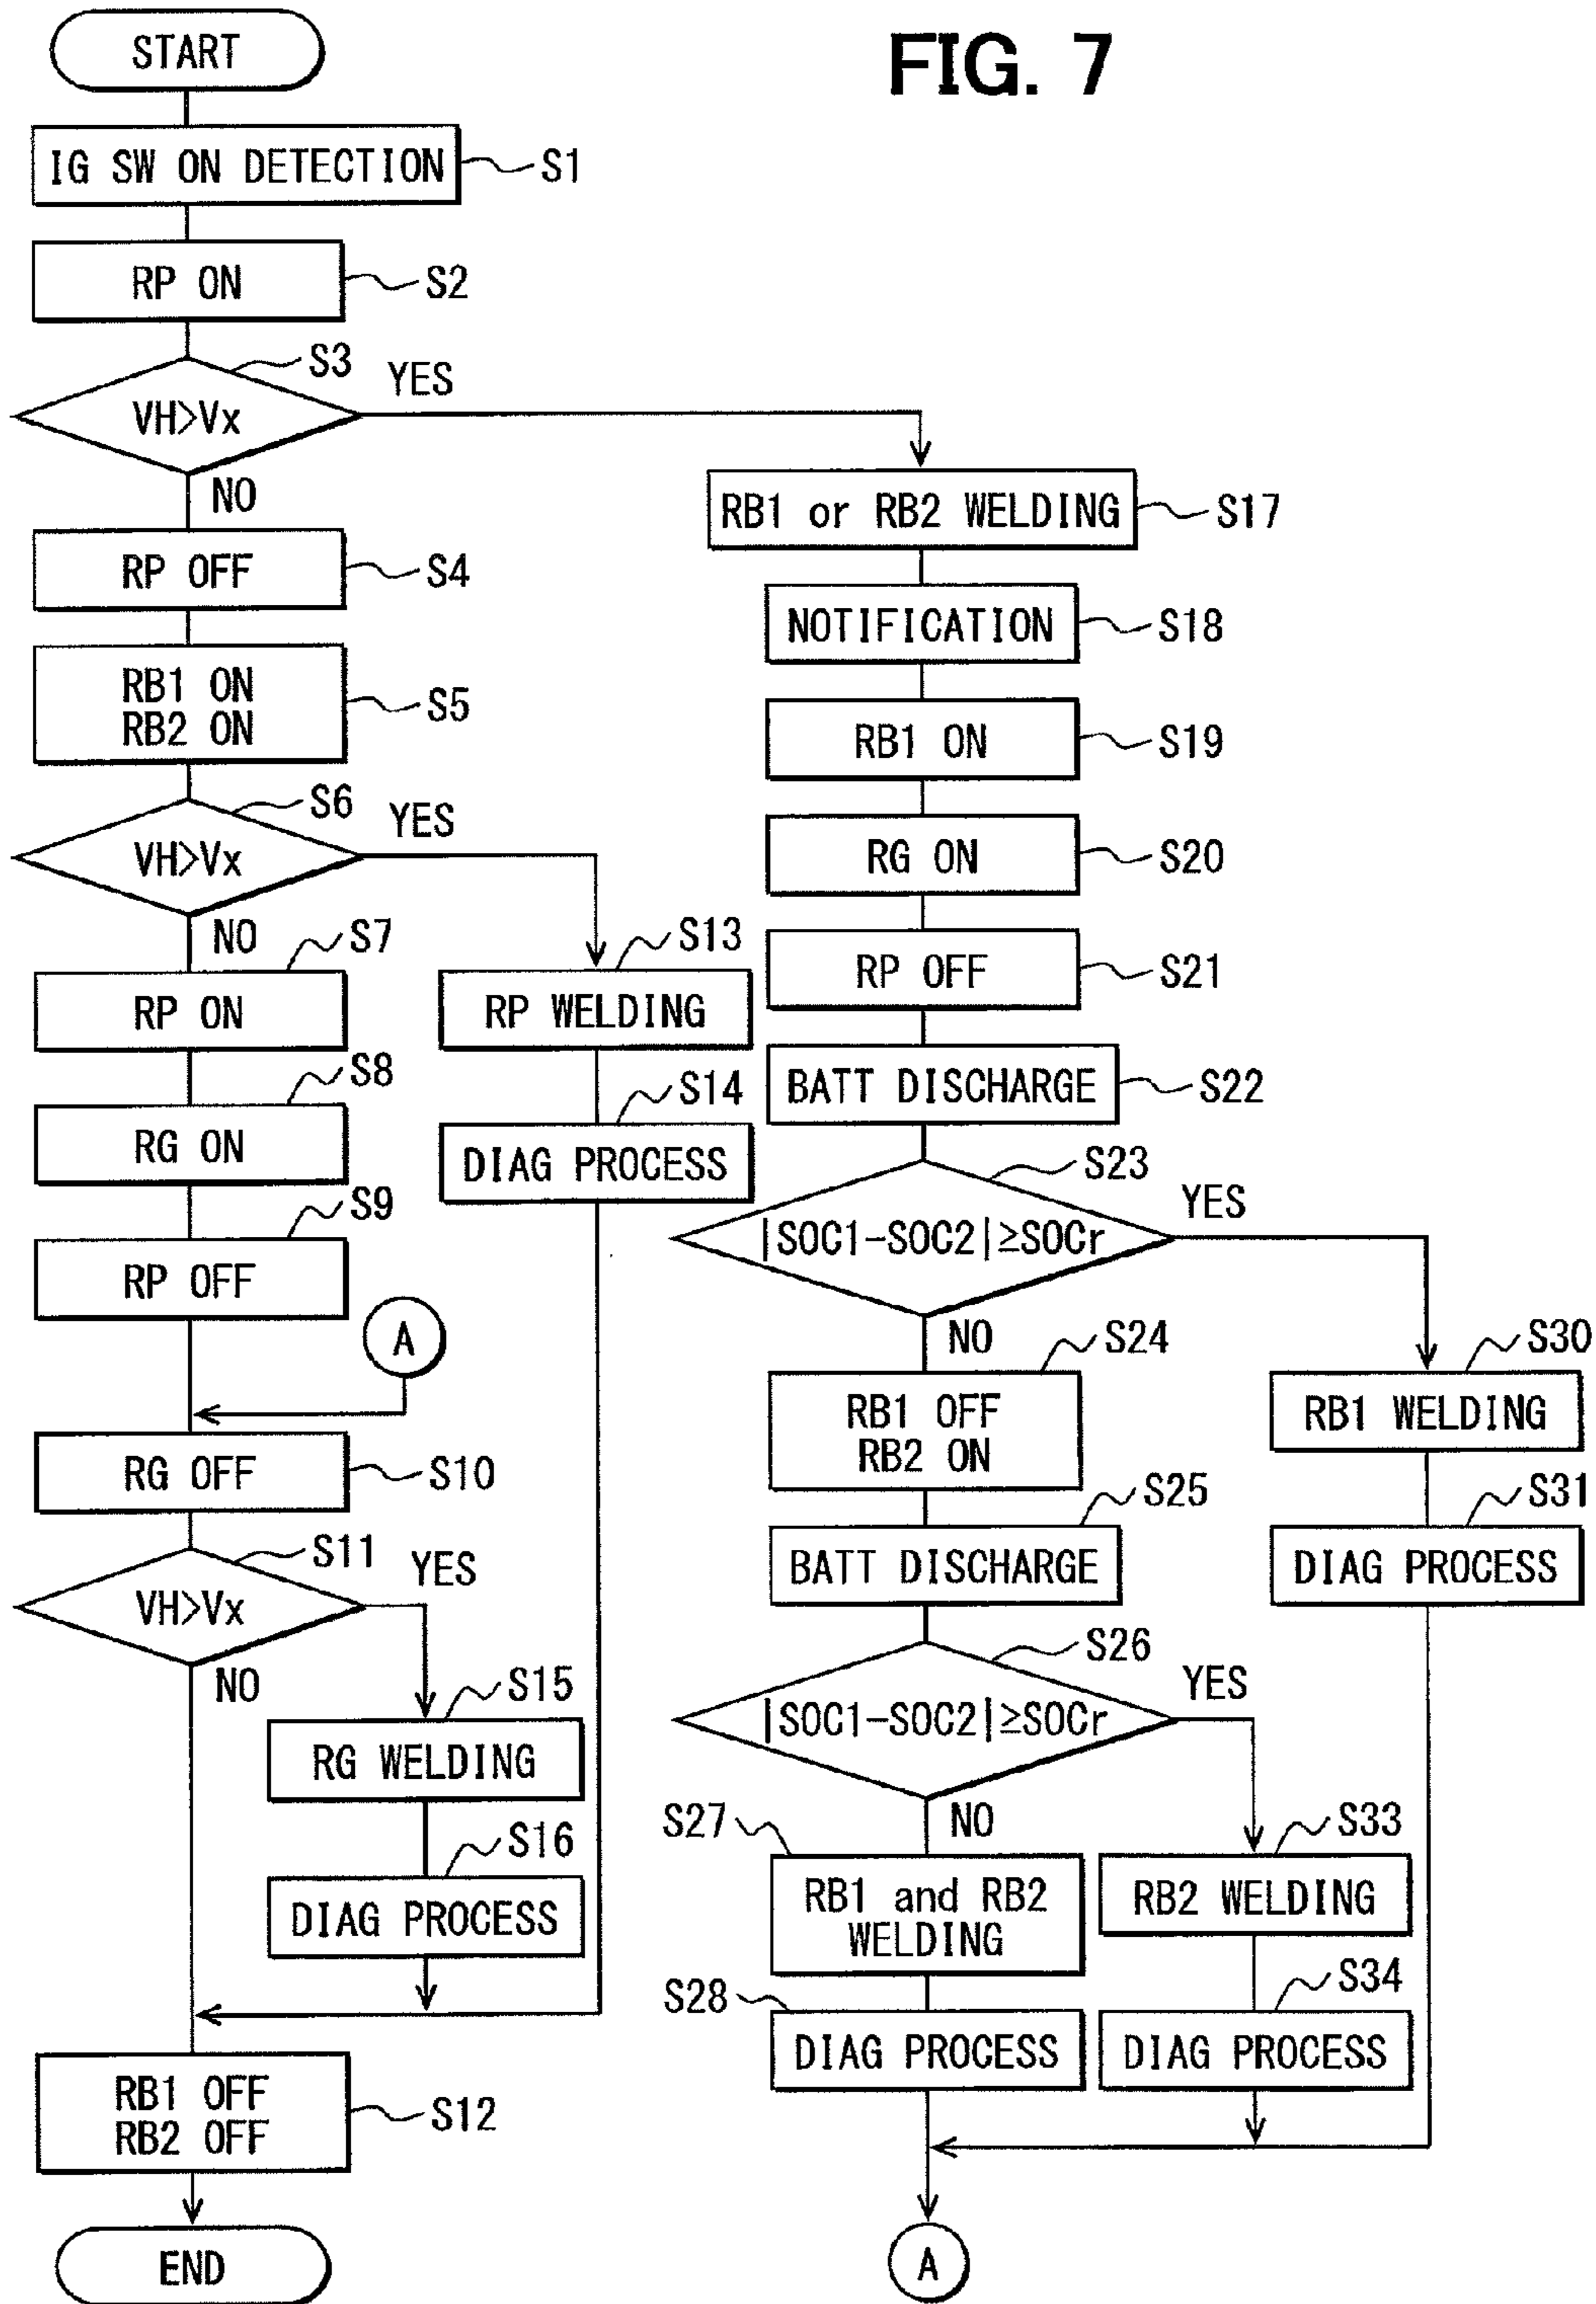 FIG. 7
START
IG SW ON DETECTION
S1
RP ON
S2
S3
VH>Vx
YES
NO
RP OFF
S4
RB1 ON
RB2 ON
S5
S6
VH>Vx
YES
NO
S7
RP ON
S8
RG ON
S9
RP OFF
A
RG OFF
S10
S11
VH>Vx
YES
NO
S15
RG WELDING
S16
DIAG PROCESS
RB1 OFF
RB2 OFF
S12
END
S13
RP WELDING
S14
DIAG PROCESS
RB1 or RB2 WELDING
S17
NOTIFICATION
S18
RB1 ON
S19
RG ON
S20
RP OFF
S21
BATT DISCHARGE
S22
S23
|SOC1-SOC2|≥SOCr
YES
NO
S24
RB1 OFF
RB2 ON
S25
BATT DISCHARGE
S26
|SOC1-SOC2|≥SOCr
YES
NO
S27
RB1 and RB2
WELDING
S28
DIAG PROCESS
S33
RB2 WELDING
S34
DIAG PROCESS
S30
RB1 WELDING
S31
DIAG PROCESS
A